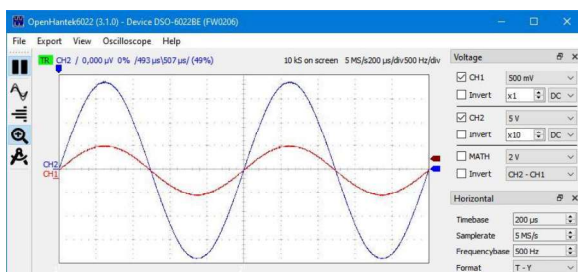 OpenHantek6022 (3.1.0) - Device DSO-6022BE (FW0206)
File Export View Oscilloscope Help
TR CH2 / 0,000 µV 0% /493 µs\507 µs/ (49%) 10 kS on screen 5 MS/s200 µs/div500 Hz/div
CH2
CH1
Voltage
CH1 500 mV
Invert x1 DC
CH2 5 V
Invert x10 DC
MATH 2 V
Invert CH2 - CH1
Horizontal
Timebase 200 µs
Samplerate 5 MS/s
Frequencybase 500 Hz
Format T - Y